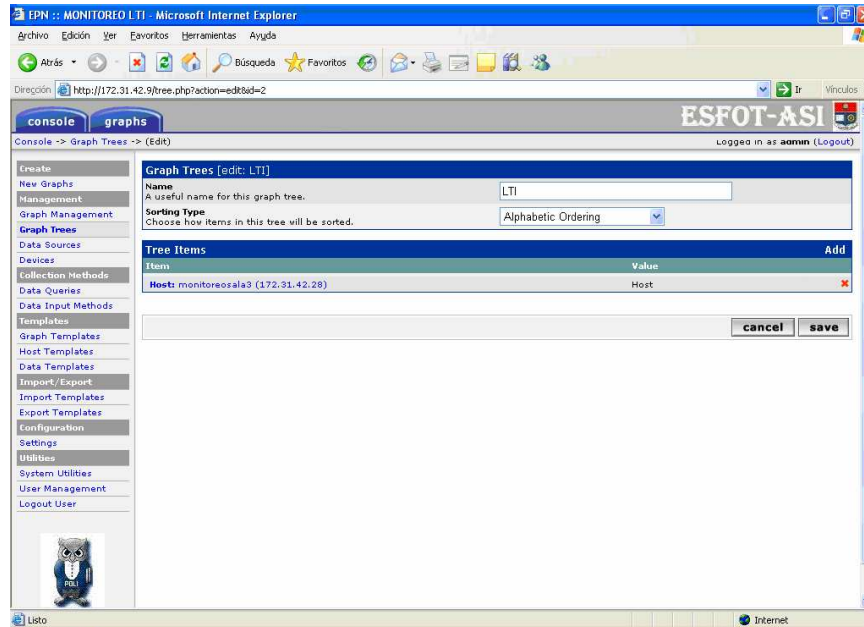 EPN :: MONITOREO LTI - Microsoft Internet Explorer
Archivo Edición Ver Favoritos Herramientas Ayuda
Atrás Búsqueda Favoritos
Dirección http://172.31.42.9/tree.php?action=edit&id=2 Ir Vínculos
console graphs ESFOT-ASI
Console -> Graph Trees -> (Edit) Logged in as admin (Logout)
Create
New Graphs
Management
Graph Management
Graph Trees
Data Sources
Devices
Collection Methods
Data Queries
Data Input Methods
Templates
Graph Templates
Host Templates
Data Templates
Import/Export
Import Templates
Export Templates
Configuration
Settings
Utilities
System Utilities
User Management
Logout User
POLI
Graph Trees [edit: LTI]
Name
A useful name for this graph tree.
LTI
Sorting Type
Choose how items in this tree will be sorted.
Alphabetic Ordering
Tree Items Add
Item Value
Host: monitoreosala3 (172.31.42.28) Host
cancel save
Listo Internet